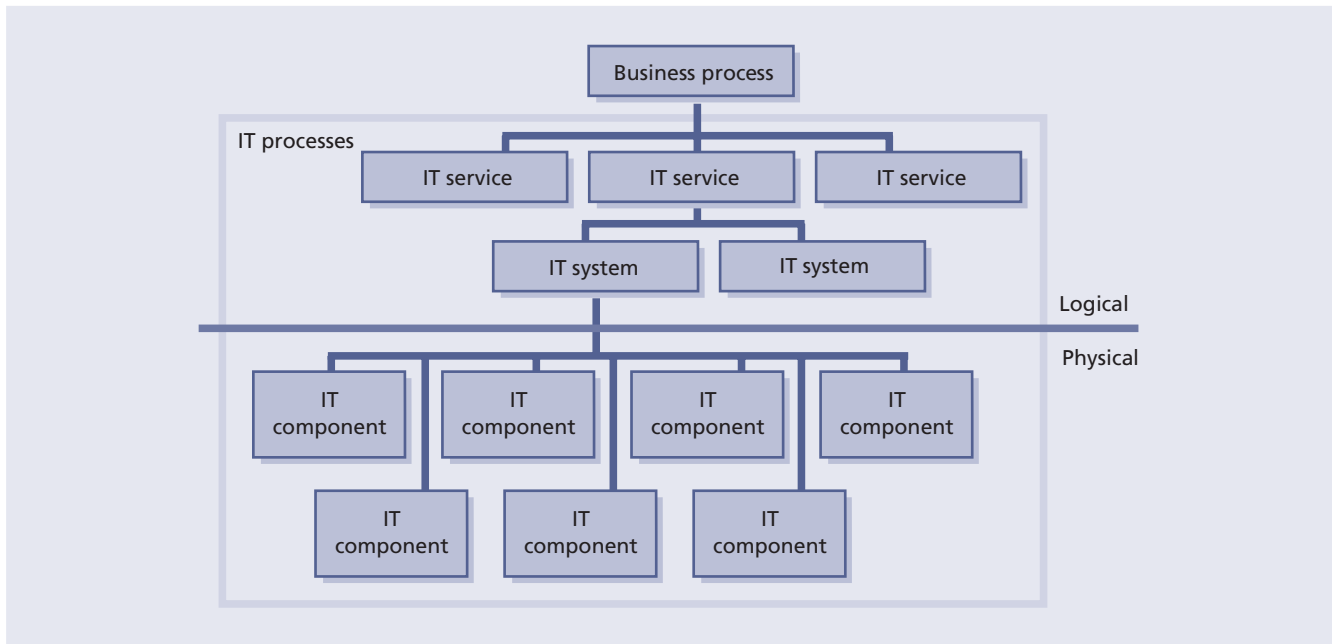 Business process
IT processes
IT service
IT service
IT service
IT system
IT system
Logical
Physical
IT
component
IT
component
IT
component
IT
component
IT
component
IT
component
IT
component